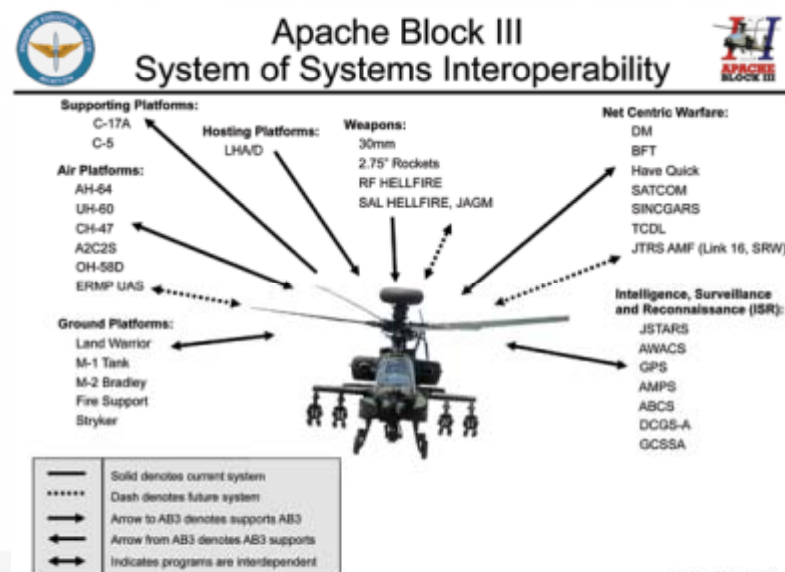 Apache Block III
System of Systems Interoperability
APACHE
BLOCK III
Supporting Platforms:
C-17A
C-5
Hosting Platforms:
LHA/D
Weapons:
30mm
2.75" Rockets
RF HELLFIRE
SAL HELLFIRE, JAGM
Net Centric Warfare:
DM
BFT
Have Quick
SATCOM
SINCGARS
TCDL
JTRS AMF (Link 16, SRW)
Air Platforms:
AH-64
UH-60
CH-47
A2C2S
OH-58D
ERMP UAS
Ground Platforms:
Land Warrior
M-1 Tank
M-2 Bradley
Fire Support
Stryker
Intelligence, Surveillance
and Reconnaissance (ISR):
JSTARS
AWACS
GPS
AMPS
ABCS
DCGS-A
GCSSA
Solid denotes current system
Dash denotes future system
Arrow to AB3 denotes supports AB3
Arrow from AB3 denotes AB3 supports
Indicates programs are interdependent